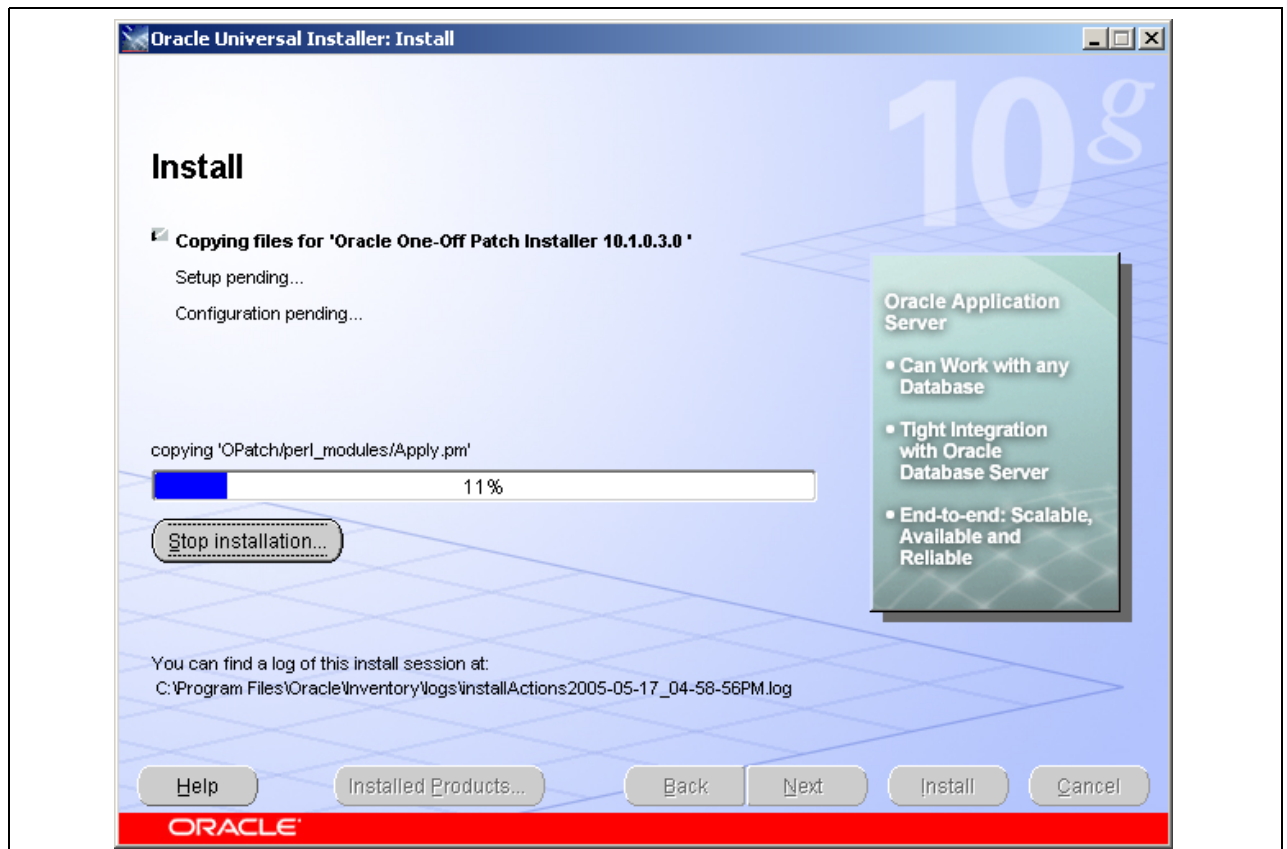 Oracle Universal Installer: Install
10g
Install
Copying files for 'Oracle One-Off Patch Installer 10.1.0.3.0 '
Setup pending...
Configuration pending...
copying 'OPatch/perl_modules/Apply.pm'
11%
Stop installation...
Oracle Application
Server
• Can Work with any
Database
• Tight Integration
with Oracle
Database Server
• End-to-end: Scalable,
Available and
Reliable
You can find a log of this install session at:
C:\Program Files\Oracle\Inventory\logs\installActions2005-05-17_04-58-56PM.log
Help
Installed Products...
Back
Next
Install
Cancel
ORACLE